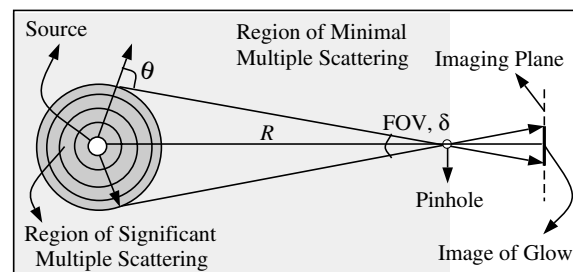 Source
θ
Region of Minimal
Multiple Scattering
Imaging Plane
R
FOV, δ
Pinhole
Region of Significant
Multiple Scattering
Image of Glow